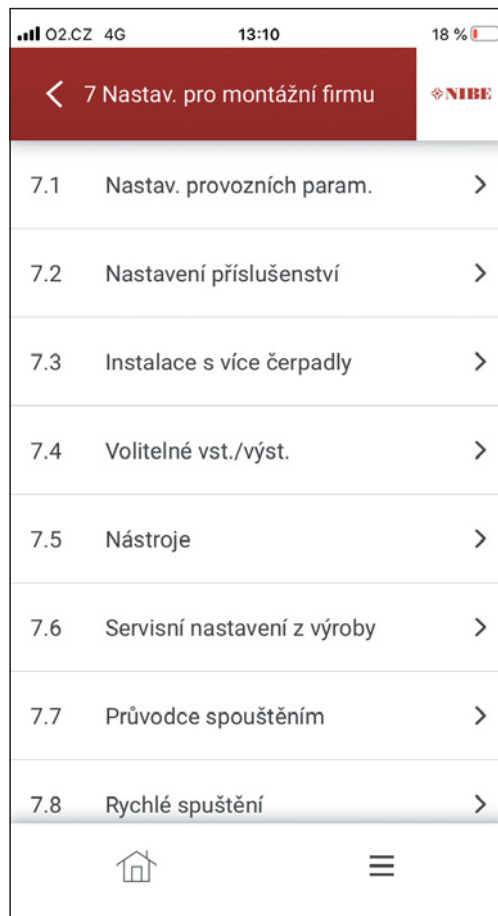 O2.CZ 4G 13:10 18 %
7 Nastav. pro montážní firmu NIBE
7.1 Nastav. provozních param.
7.2 Nastavení příslušenství
7.3 Instalace s více čerpadly
7.4 Volitelné vst./výst.
7.5 Nástroje
7.6 Servisní nastavení z výroby
7.7 Průvodce spouštěním
7.8 Rychlé spuštění